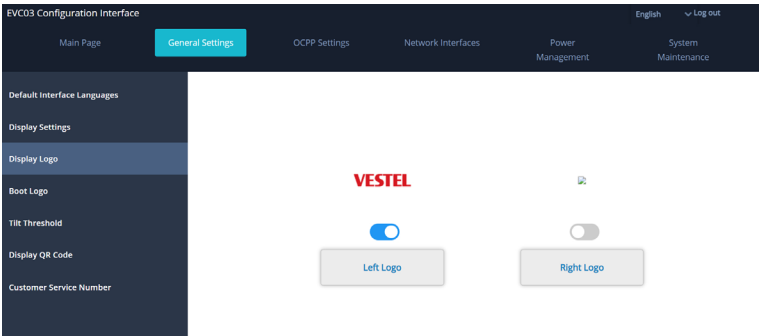 EVC03 Configuration Interface
English
Log out
Main Page
General Settings
OCPP Settings
Network Interfaces
Power
Management
System
Maintenance
Default Interface Languages
Display Settings
Display Logo
Boot Logo
Tilt Threshold
Display QR Code
Customer Service Number
VESTEL
Left Logo
Right Logo